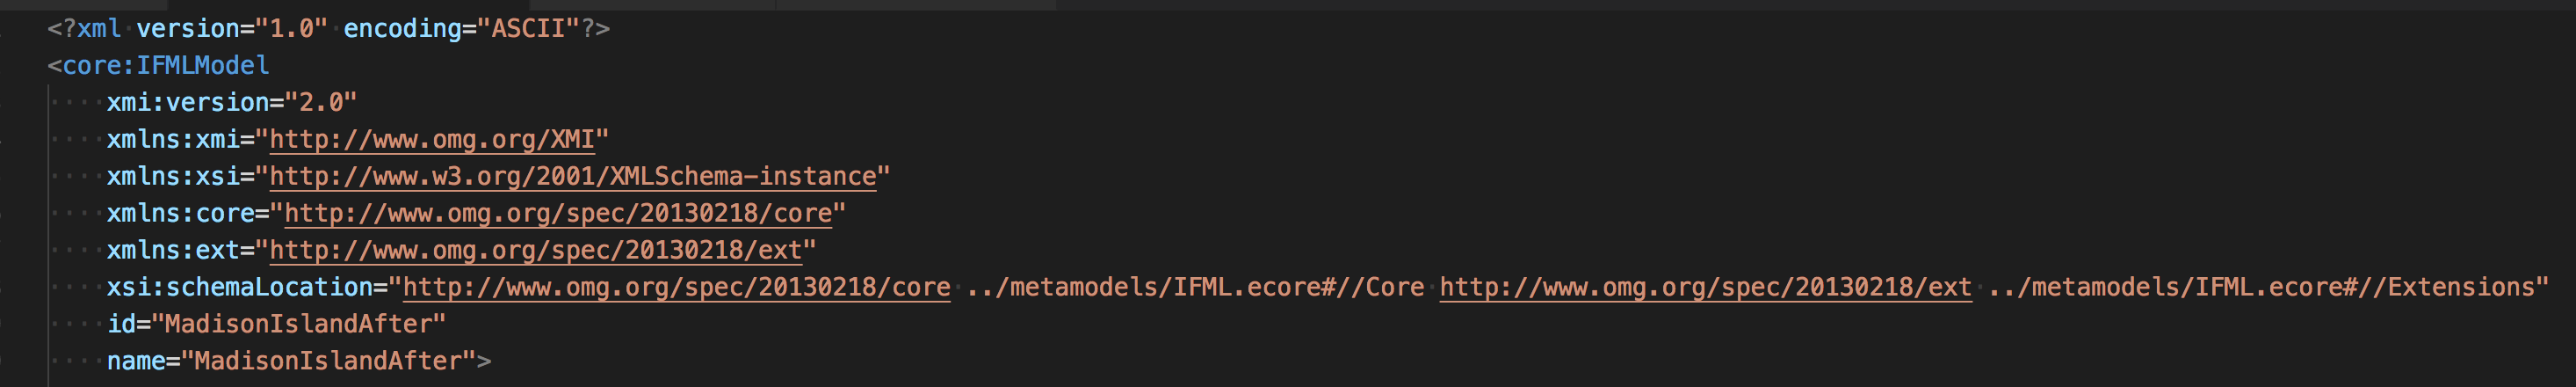 <?xml version="1.0" encoding="ASCII"?>
<core:IFMLModel
xmi:version="2.0"
xmlns:xmi="http://www.omg.org/XMI"
xmlns:xsi="http://www.w3.org/2001/XMLSchema-instance"
xmlns:core="http://www.omg.org/spec/20130218/core"
xmlns:ext="http://www.omg.org/spec/20130218/ext"
xsi:schemaLocation="http://www.omg.org/spec/20130218/core ../metamodels/IFML.ecore#//Core http://www.omg.org/spec/20130218/ext ../metamodels/IFML.ecore#//Extensions"
id="MadisonIslandAfter"
name="MadisonIslandAfter">